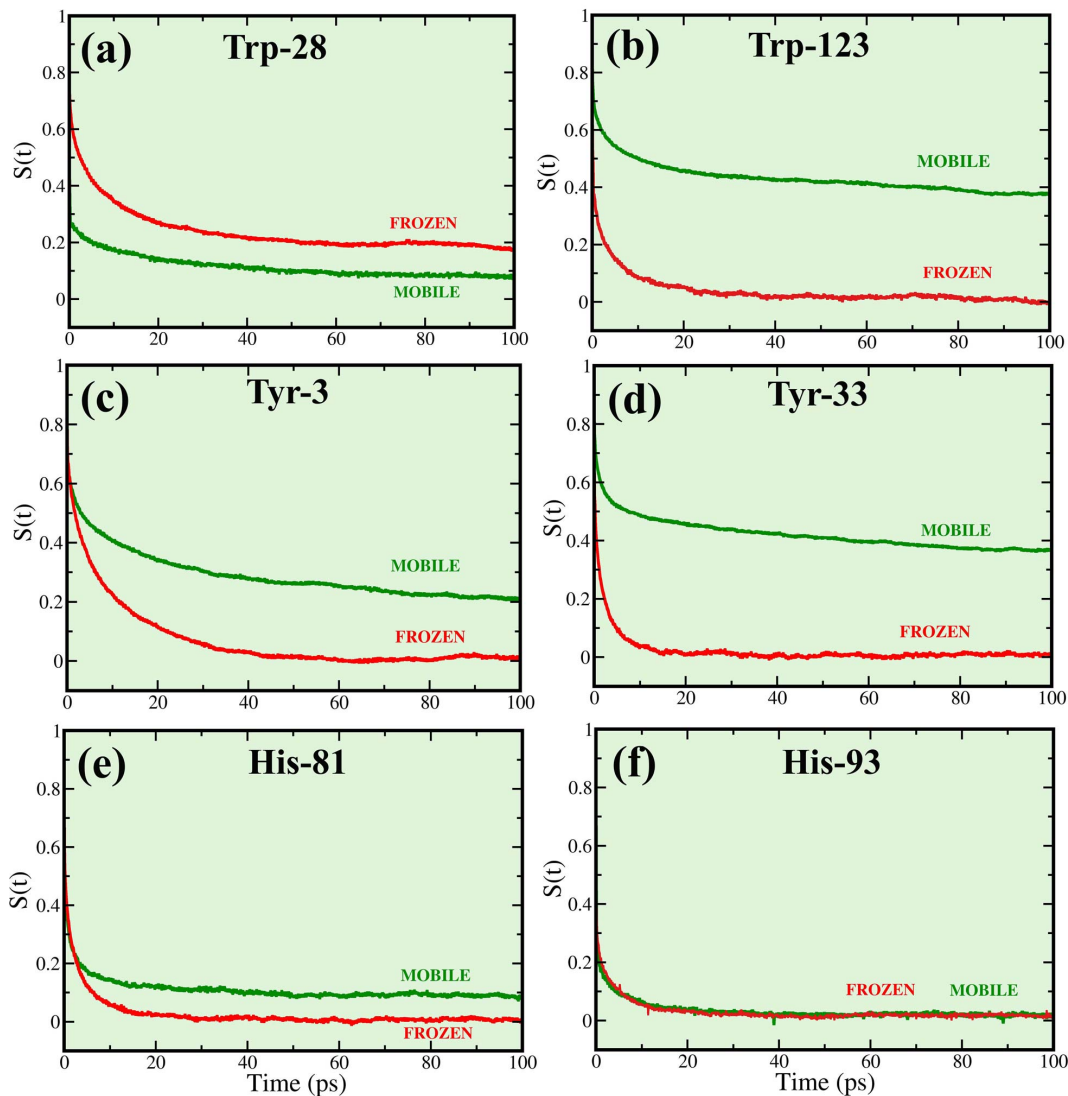 (a) Trp-28
1
0.8
0.6
0.4
0.2
0
S(t)
FROZEN
MOBILE
0 20 40 60 80 100
(b) Trp-123
1
0.8
0.6
0.4
0.2
0
S(t)
MOBILE
FROZEN
0 20 40 60 80 100
(c) Tyr-3
1
0.8
0.6
0.4
0.2
0
S(t)
MOBILE
FROZEN
0 20 40 60 80 100
(d) Tyr-33
1
0.8
0.6
0.4
0.2
0
S(t)
MOBILE
FROZEN
0 20 40 60 80 100
(e) His-81
1
0.8
0.6
0.4
0.2
0
S(t)
MOBILE
FROZEN
0 20 40 60 80 100
Time (ps)
His-93 (f)
1
0.8
0.6
0.4
0.2
0
S(t)
FROZEN MOBILE
0 20 40 60 80 100
Time (ps)